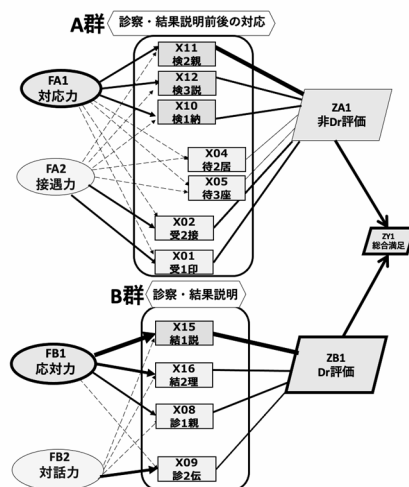 A群 診察・結果説明前後の対応
X11
検2親
FA1
対応力
X12
検3説
X10
検1納
ZA1
非Dr評価
X04
待2居
FA2
接遇力
X05
待3座
X02
受2接
ZY1
総合満足
X01
受1印
B群 診察・結果説明
X15
結1説
FB1
応対力
X16
結2理
ZB1
Dr評価
X08
診1親
FB2
対話力
X09
診2伝